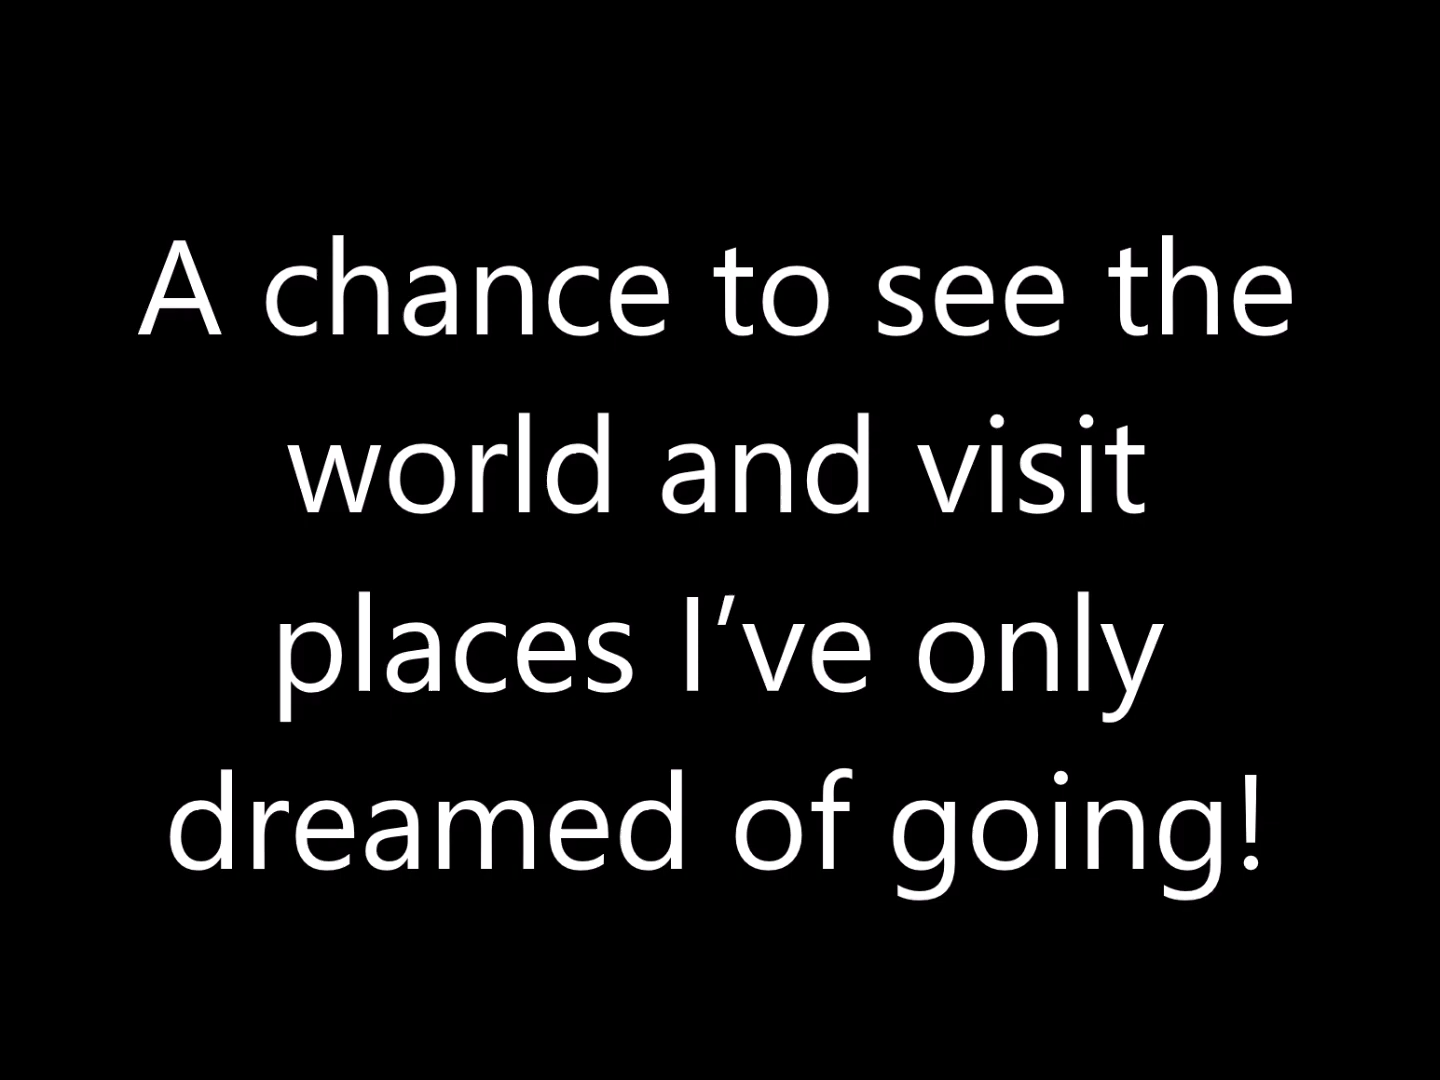 A chance to see the
world and visit
places I’ve only
dreamed of going!